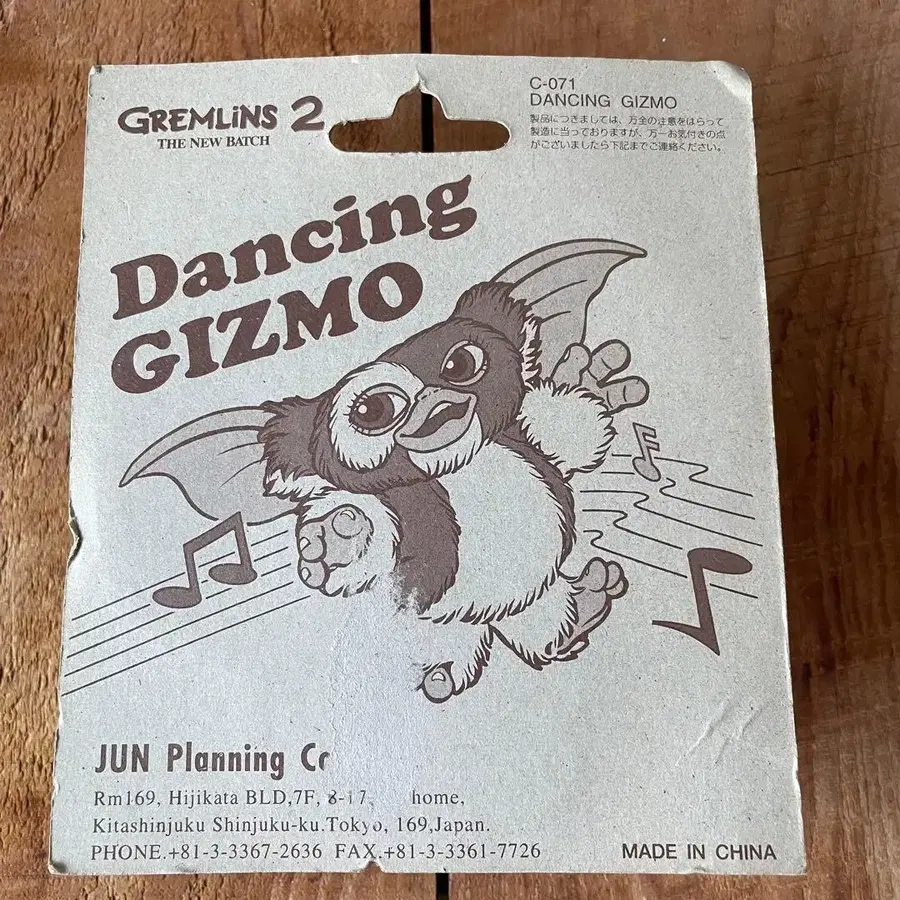 GREMLINS 2
THE NEW BATCH
C-071
DANCING GIZMO
製品につきましては、万全の注意をはらって
製造に当っておりますが、万一お気付きの点
がございましたら下記までご連絡ください。
Dancing
GIZMO
JUN Planning
Rm169, Hijikata BLD,7F, 8-17, home,
Kitashinjuku Shinjuku-ku.Tokyo, 169,Japan.
PHONE.+81-3-3367-2636 FAX.+81-3-3361-7726
MADE IN CHINA